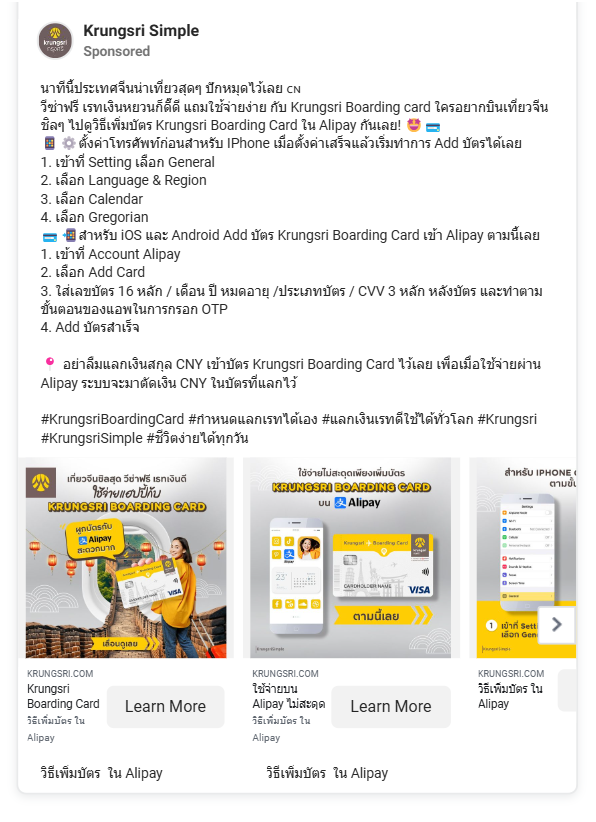 Krungsri Simple
Sponsored
นาทีนี้ประเทศจีนน่าเที่ยวสุดๆ ปักหมุดไว้เลย CN
วีซ่าฟรี เรทเงินหยวนก็ดี๊ดี แถมใช้จ่ายง่าย กับ Krungsri Boarding card ใครอยากบินเที่ยวจีน
ชิลๆ ไปดูวิธีเพิ่มบัตร Krungsri Boarding Card ใน Alipay กันเลย! 🤩 💳
📱 ⚙️ ตั้งค่าโทรศัพท์ก่อนสำหรับ IPhone เมื่อตั้งค่าเสร็จแล้วเริ่มทำการ Add บัตรได้เลย
1. เข้าที่ Setting เลือก General
2. เลือก Language & Region
3. เลือก Calendar
4. เลือก Gregorian
💳 📲 สำหรับ iOS และ Android Add บัตร Krungsri Boarding Card เข้า Alipay ตามนี้เลย
1. เข้าที่ Account Alipay
2. เลือก Add Card
3. ใส่เลขบัตร 16 หลัก / เดือน ปี หมดอายุ /ประเภทบัตร / CVV 3 หลัก หลังบัตร และทำตาม
ขั้นตอนของแอพในการกรอก OTP
4. Add บัตรสำเร็จ
📍 อย่าลืมแลกเงินสกุล CNY เข้าบัตร Krungsri Boarding Card ไว้เลย เพื่อเมื่อใช้จ่ายผ่าน
Alipay ระบบจะมาตัดเงิน CNY ในบัตรที่แลกไว้
#KrungsriBoardingCard #กำหนดแลกเรทได้เอง #แลกเงินเรทดีใช้ได้ทั่วโลก #Krungsri
#KrungsriSimple #ชีวิตง่ายได้ทุกวัน
เที่ยวจีนชิลสุด วีซ่าฟรี เรทเงินดี
ใช้จ่ายแฮปปี้กับ
KRUNGSRI BOARDING CARD
ผูกบัตรกับ
Alipay
สะดวกมาก
VISA
เลื่อนดูเลย
ใช้จ่ายไม่สะดุดเพียงเพิ่มบัตร
KRUNGSRI BOARDING CARD
บน Alipay
Alipay
Krungsri Boarding Card
krungsri
CARDHOLDER NAME
VISA
ตามนี้เลย
KrungsriSimple
สำหรับ IPHONE
ตามขั้
Settings
1 เข้าที่ Sett
เลือก Gen
KrungsriSimple
KRUNGSRI.COM
Krungsri
Boarding Card
วิธีเพิ่มบัตร ใน
Alipay
Learn More
KRUNGSRI.COM
ใช้จ่ายบน
Alipay ไม่สะดุด
วิธีเพิ่มบัตร ใน
Alipay
Learn More
KRUNGSRI.COM
วิธีเพิ่มบัตร ใน
Alipay
วิธีเพิ่มบัตร ใน Alipay
วิธีเพิ่มบัตร ใน Alipay